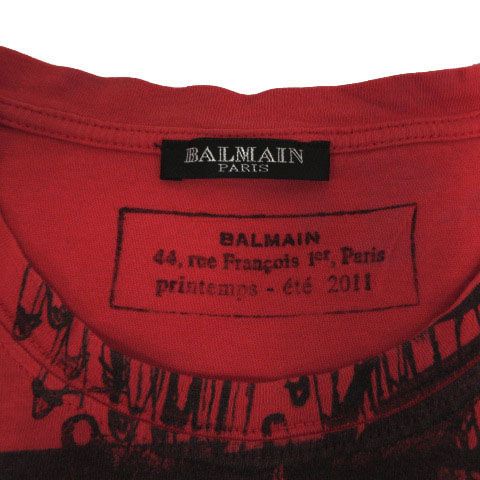 BALMAIN
PARIS
BALMAIN
44, rue François 1er, Paris
printemps - été 2011